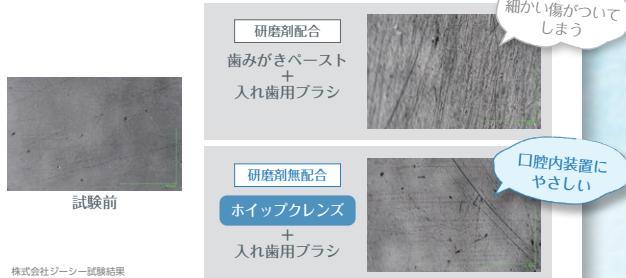 研磨剤配合
歯みがきペースト
+
入れ歯用ブラシ
細かい傷がついて
しまう
試験前
研磨剤無配合
ホイップクレンズ
+
入れ歯用ブラシ
口腔内装置に
やさしい
株式会社ジーシー試験結果